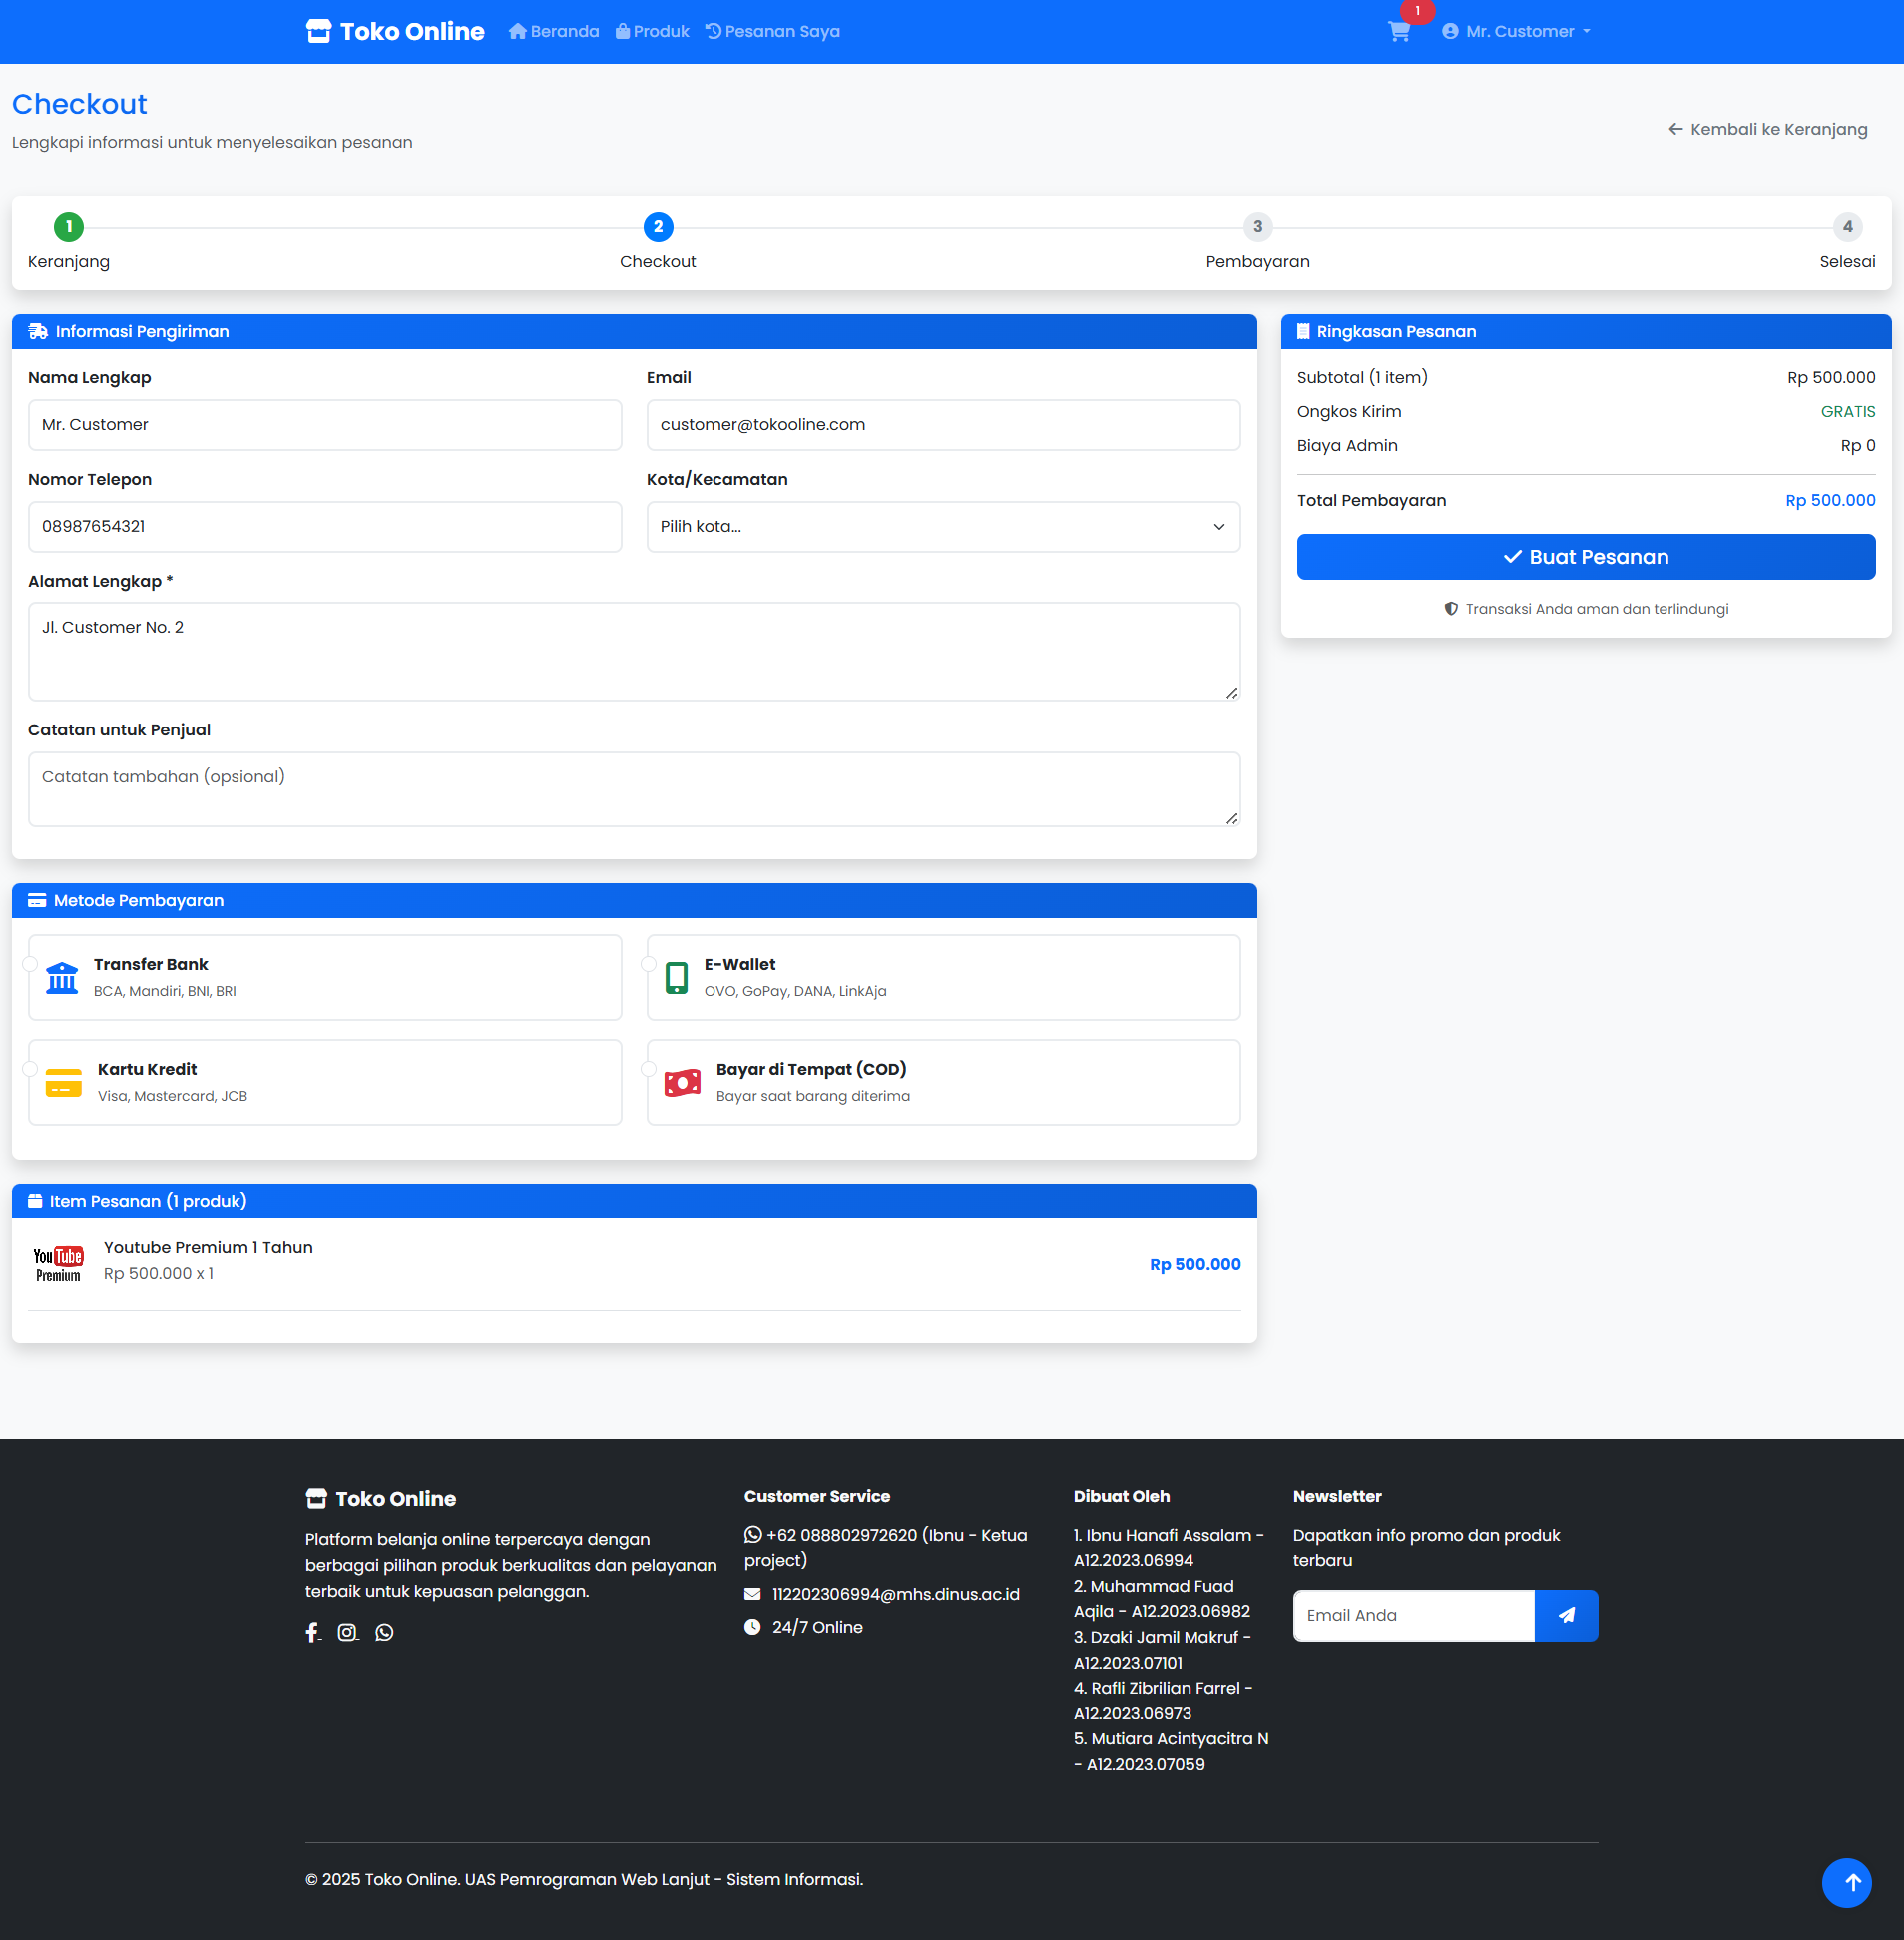 Toko Online
Beranda
Produk
Pesanan Saya
1
Mr. Customer
Checkout
Lengkapi informasi untuk menyelesaikan pesanan
Kembali ke Keranjang
1
Keranjang
2
Checkout
3
Pembayaran
4
Selesai
Informasi Pengiriman
Nama Lengkap
Mr. Customer
Email
customer@tokooline.com
Nomor Telepon
08987654321
Kota/Kecamatan
Pilih kota...
Alamat Lengkap *
Jl. Customer No. 2
Catatan untuk Penjual
Catatan tambahan (opsional)
Ringkasan Pesanan
Subtotal (1 item) Rp 500.000
Ongkos Kirim GRATIS
Biaya Admin Rp 0
Total Pembayaran Rp 500.000
Buat Pesanan
Transaksi Anda aman dan terlindungi
Metode Pembayaran
Transfer Bank
BCA, Mandiri, BNI, BRI
E-Wallet
OVO, GoPay, DANA, LinkAja
Kartu Kredit
Visa, Mastercard, JCB
Bayar di Tempat (COD)
Bayar saat barang diterima
Item Pesanan (1 produk)
YouTube
Premium
Youtube Premium 1 Tahun
Rp 500.000 x 1
Rp 500.000
Toko Online
Platform belanja online terpercaya dengan
berbagai pilihan produk berkualitas dan pelayanan
terbaik untuk kepuasan pelanggan.
Customer Service
+62 088802972620 (Ibnu - Ketua
project)
112202306994@mhs.dinus.ac.id
24/7 Online
Dibuat Oleh
1. Ibnu Hanafi Assalam -
A12.2023.06994
2. Muhammad Fuad
Aqila - A12.2023.06982
3. Dzaki Jamil Makruf -
A12.2023.07101
4. Rafli Zibrilian Farrel -
A12.2023.06973
5. Mutiara Acintyacitra N
- A12.2023.07059
Newsletter
Dapatkan info promo dan produk
terbaru
Email Anda
© 2025 Toko Online. UAS Pemrograman Web Lanjut - Sistem Informasi.